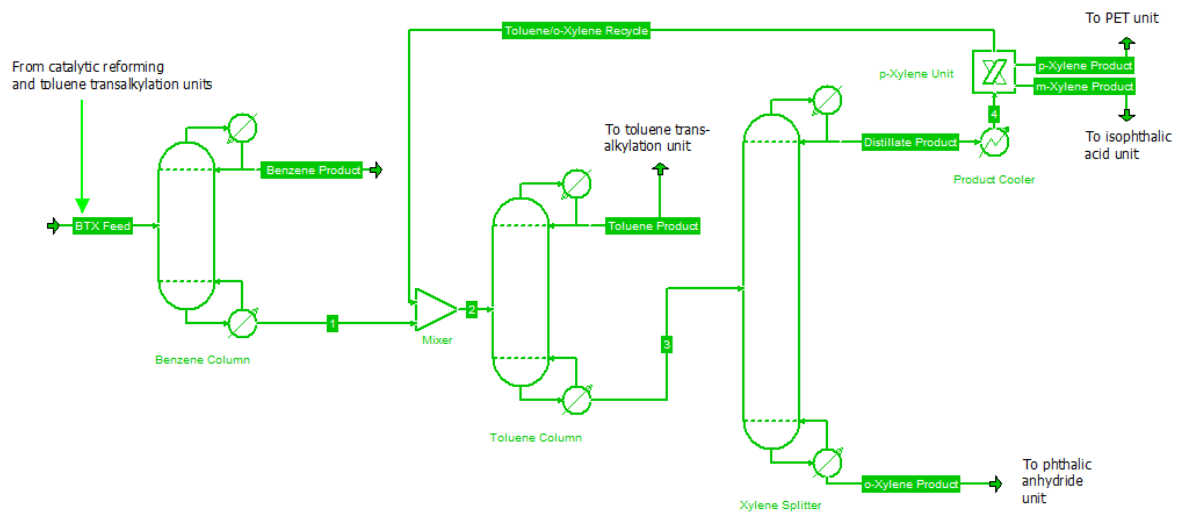 To PET unit
Toluene/o-Xylene Recycle
From catalytic reforming
and toluene transalkylation units
p-Xylene Unit
p-Xylene Product
m-Xylene Product
4
To isophthalic
acid unit
To toluene trans-
alkylation unit
Distillate Product
Product Cooler
Benzene Product
BTX Feed
Toluene Product
1
2
Mixer
3
Benzene Column
Toluene Column
To phthalic
anhydride
unit
o-Xylene Product
Xylene Splitter